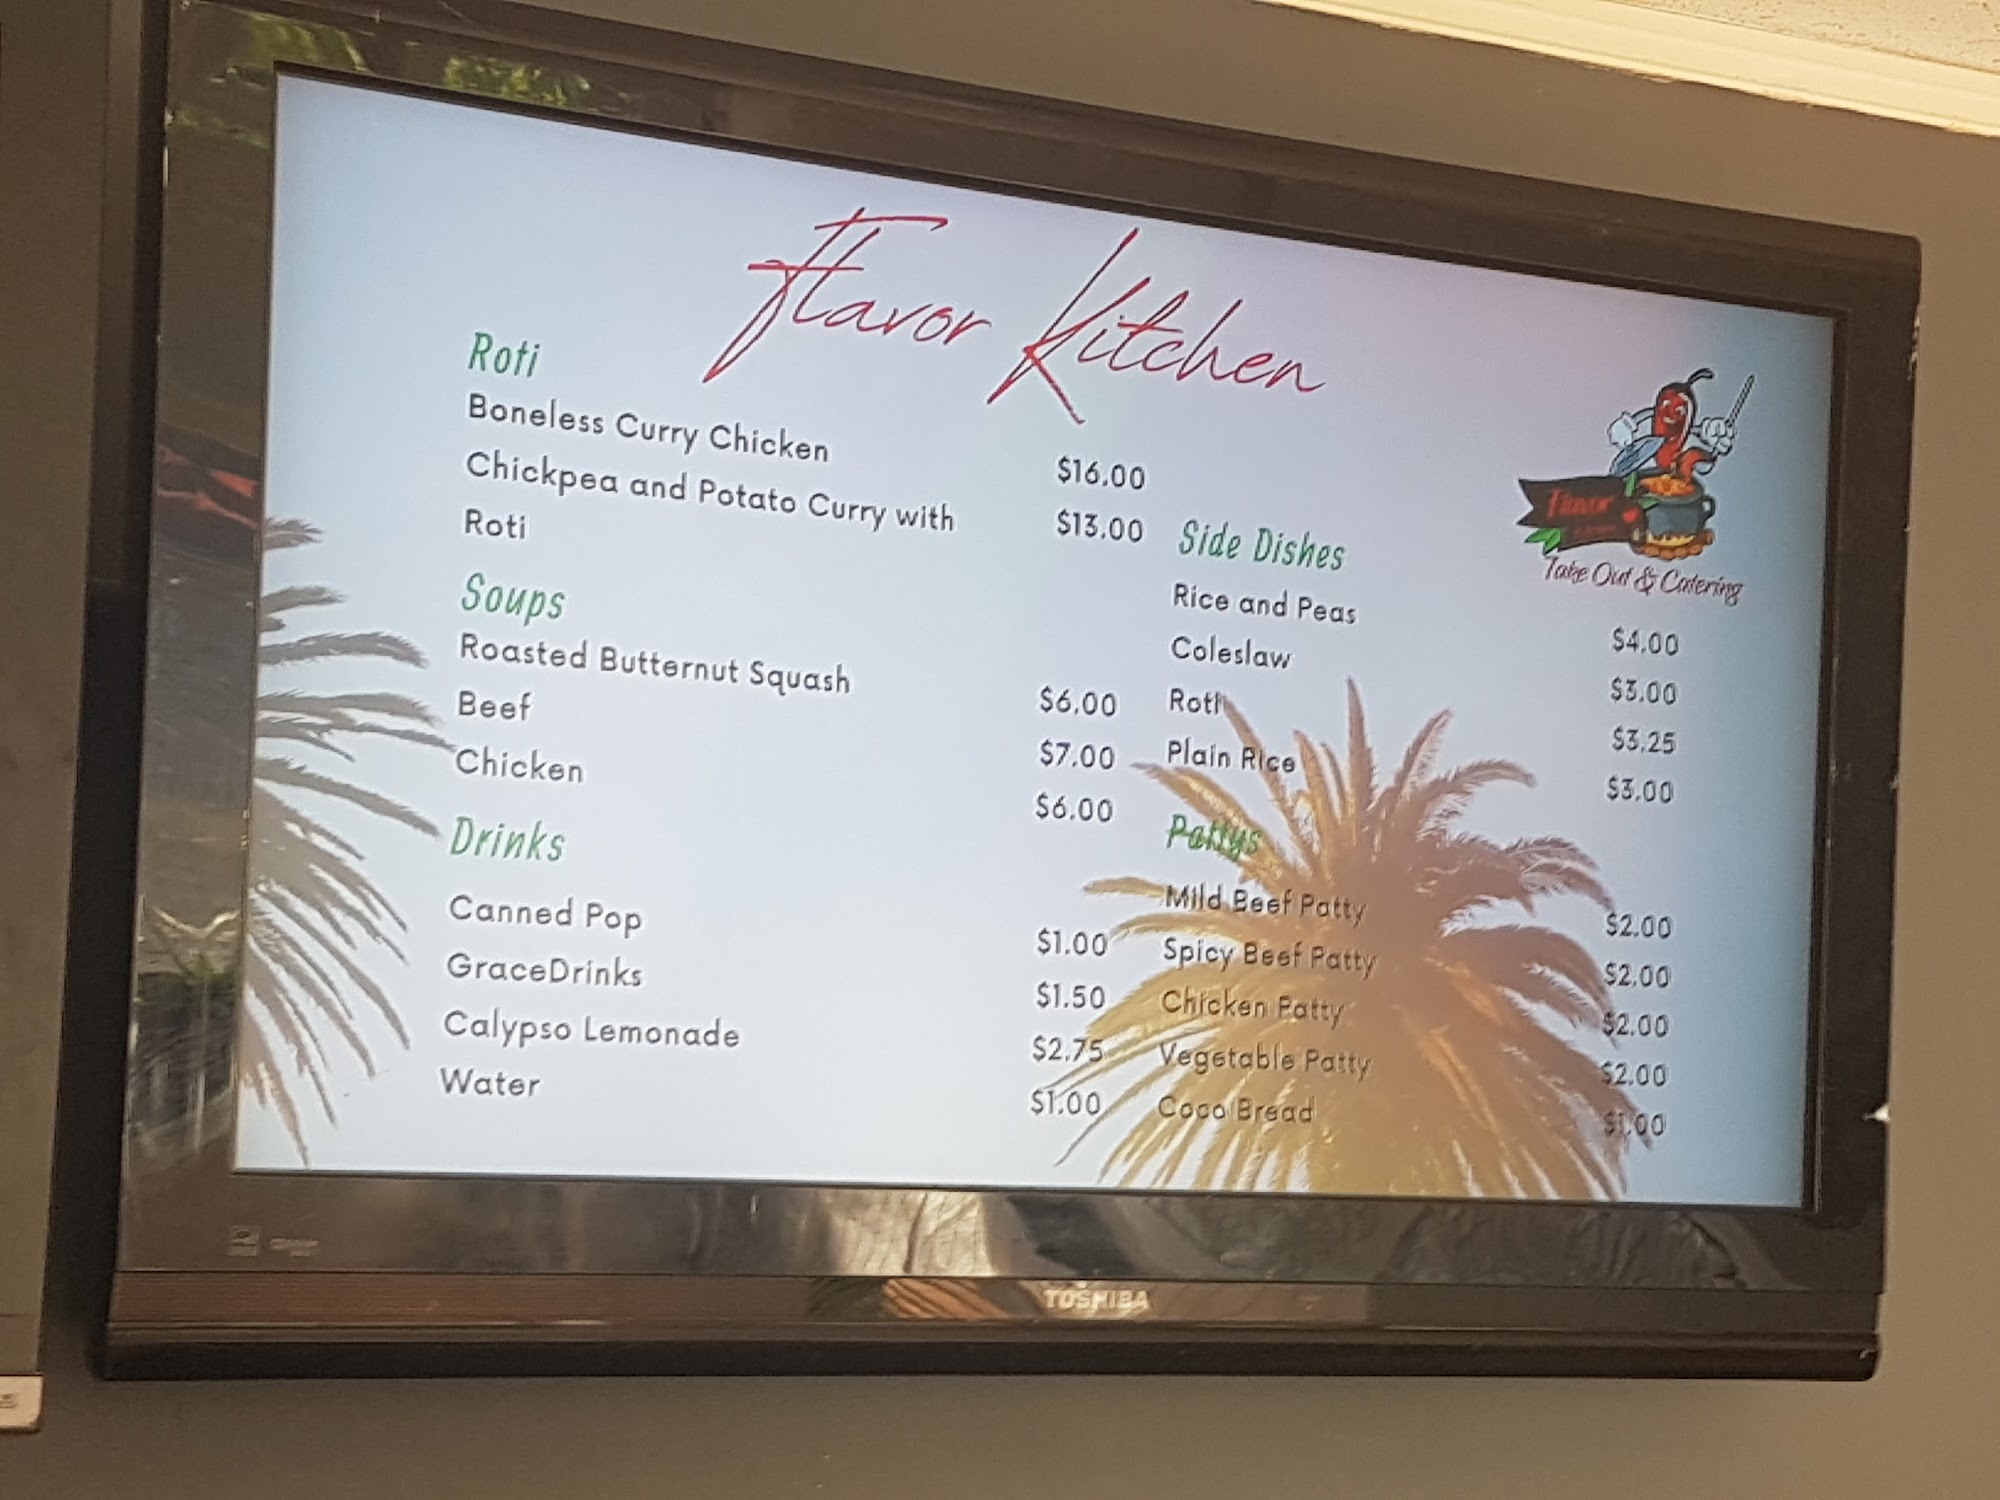 Flavor Kitchen
Roti
Boneless Curry Chicken $16.00
Chickpea and Potato Curry with $13.00
Roti
Soups
Roasted Butternut Squash $6.00
Beef $7.00
Chicken $6.00
Drinks
Canned Pop $1.00
GraceDrinks $1.50
Calypso Lemonade $2.75
Water $1.00
Flavor
Take Out & Catering
Side Dishes
Rice and Peas $4.00
Coleslaw $3.00
Roti $3.25
Plain Rice $3.00
Pattys
Mild Beef Patty $2.00
Spicy Beef Patty $2.00
Chicken Patty $2.00
Vegetable Patty $2.00
Coco Bread $1.00
TOSHIBA